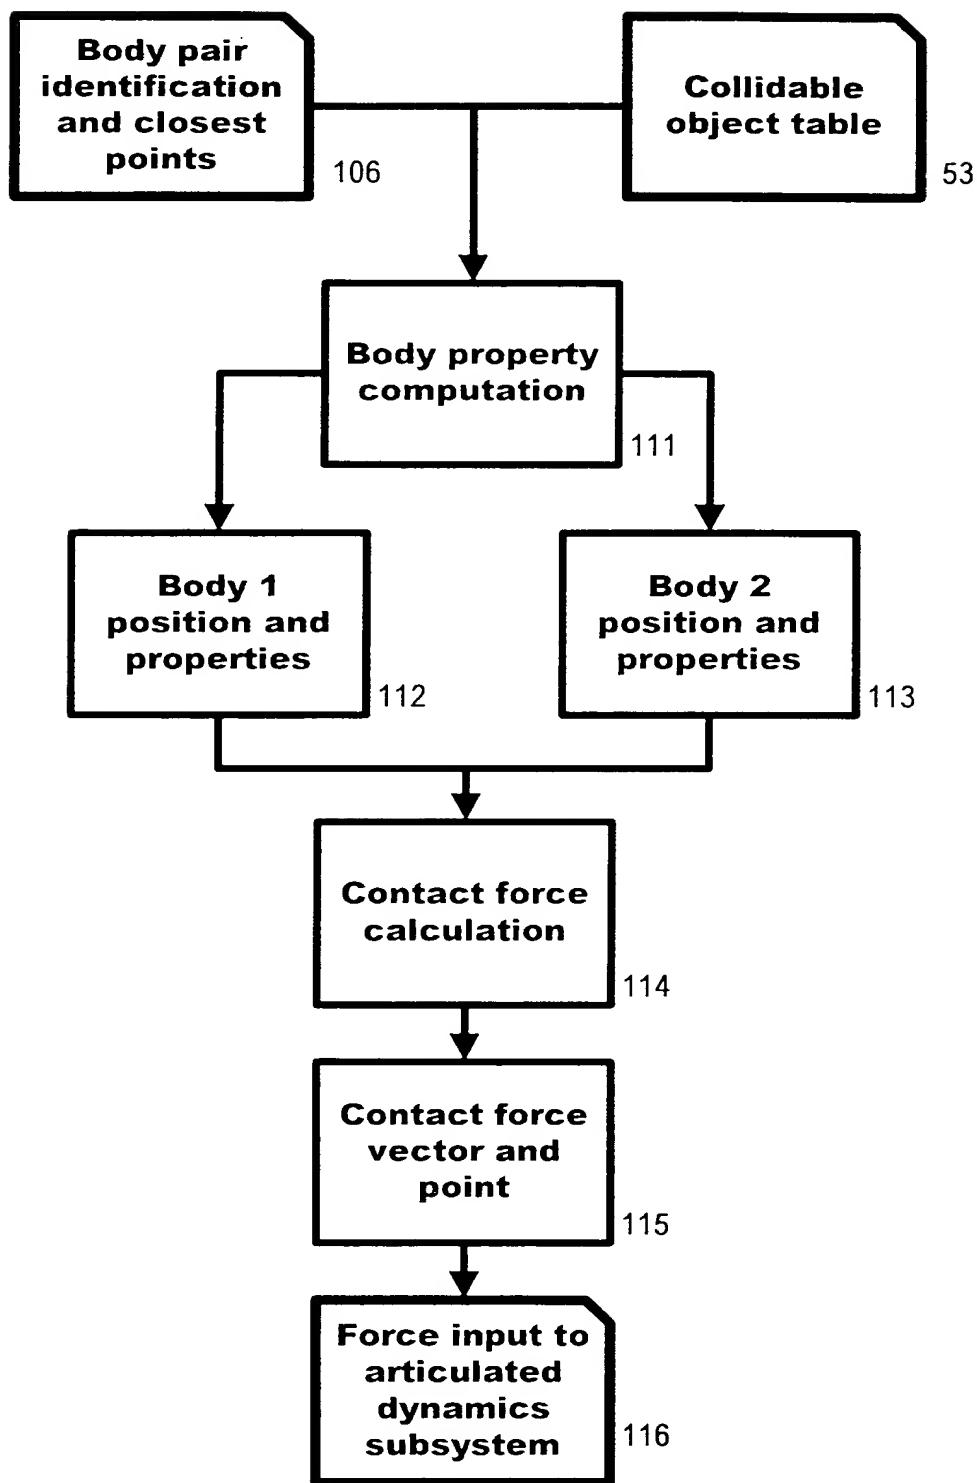 Body pair
identification
and closest
points
106
Collidable
object table
53
Body property
computation
111
Body 1
position and
properties
112
Body 2
position and
properties
113
Contact force
calculation
114
Contact force
vector and
point
115
Force input to
articulated
dynamics
subsystem
116